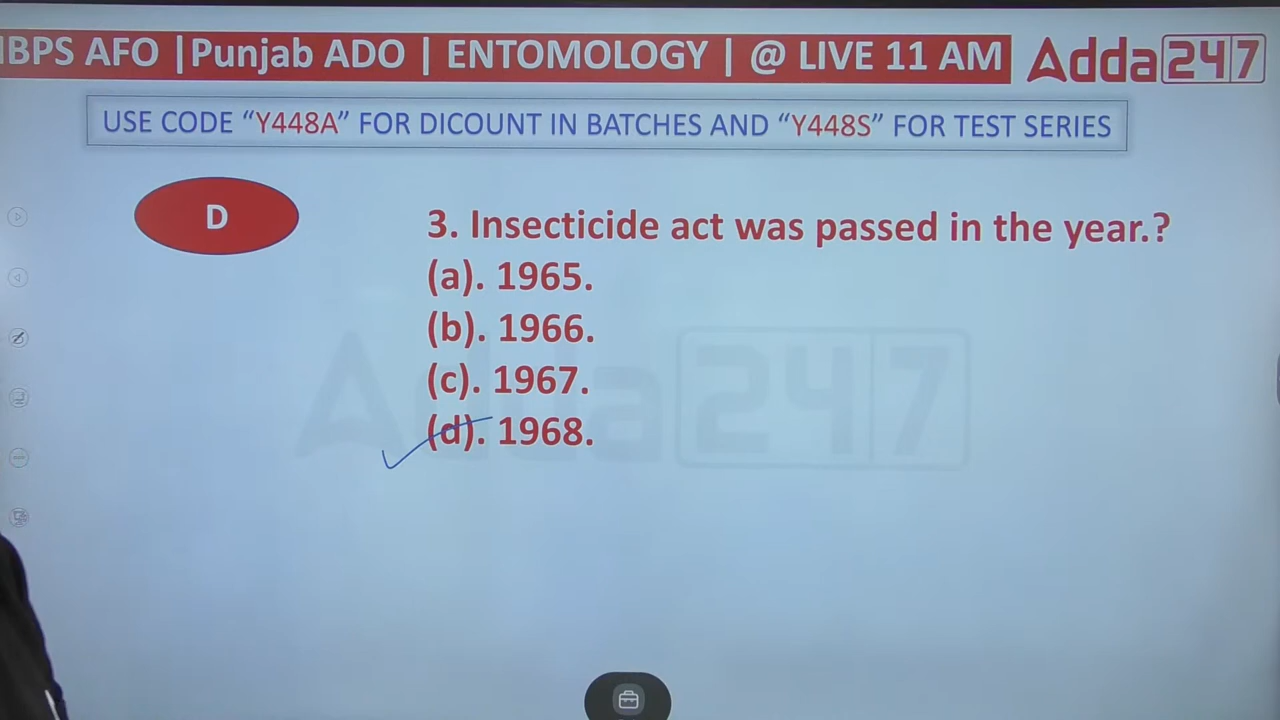 IBPS AFO | Punjab ADO | ENTOMOLOGY | @ LIVE 11 AM
Adda247
USE CODE “Y448A” FOR DICOUNT IN BATCHES AND “Y448S” FOR TEST SERIES
D
3. Insecticide act was passed in the year.?
(a). 1965.
(b). 1966.
(c). 1967.
(d). 1968.
Adda247